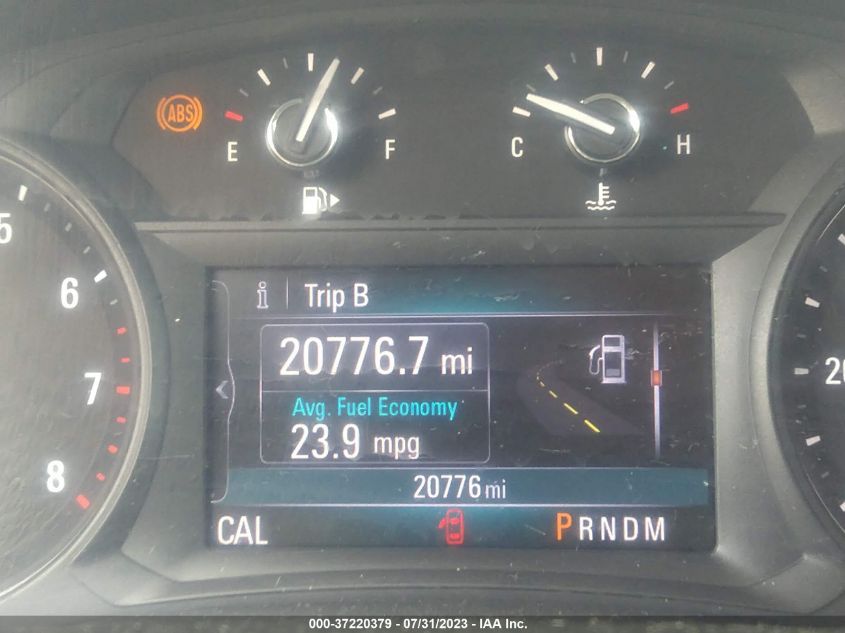 ABS
E F
C H
5
6
7
8
20
i Trip B
20776.7 mi
Avg. Fuel Economy
23.9 mpg
20776 mi
CAL PRNDM
000-37220379 - 07/31/2023 - IAA Inc.